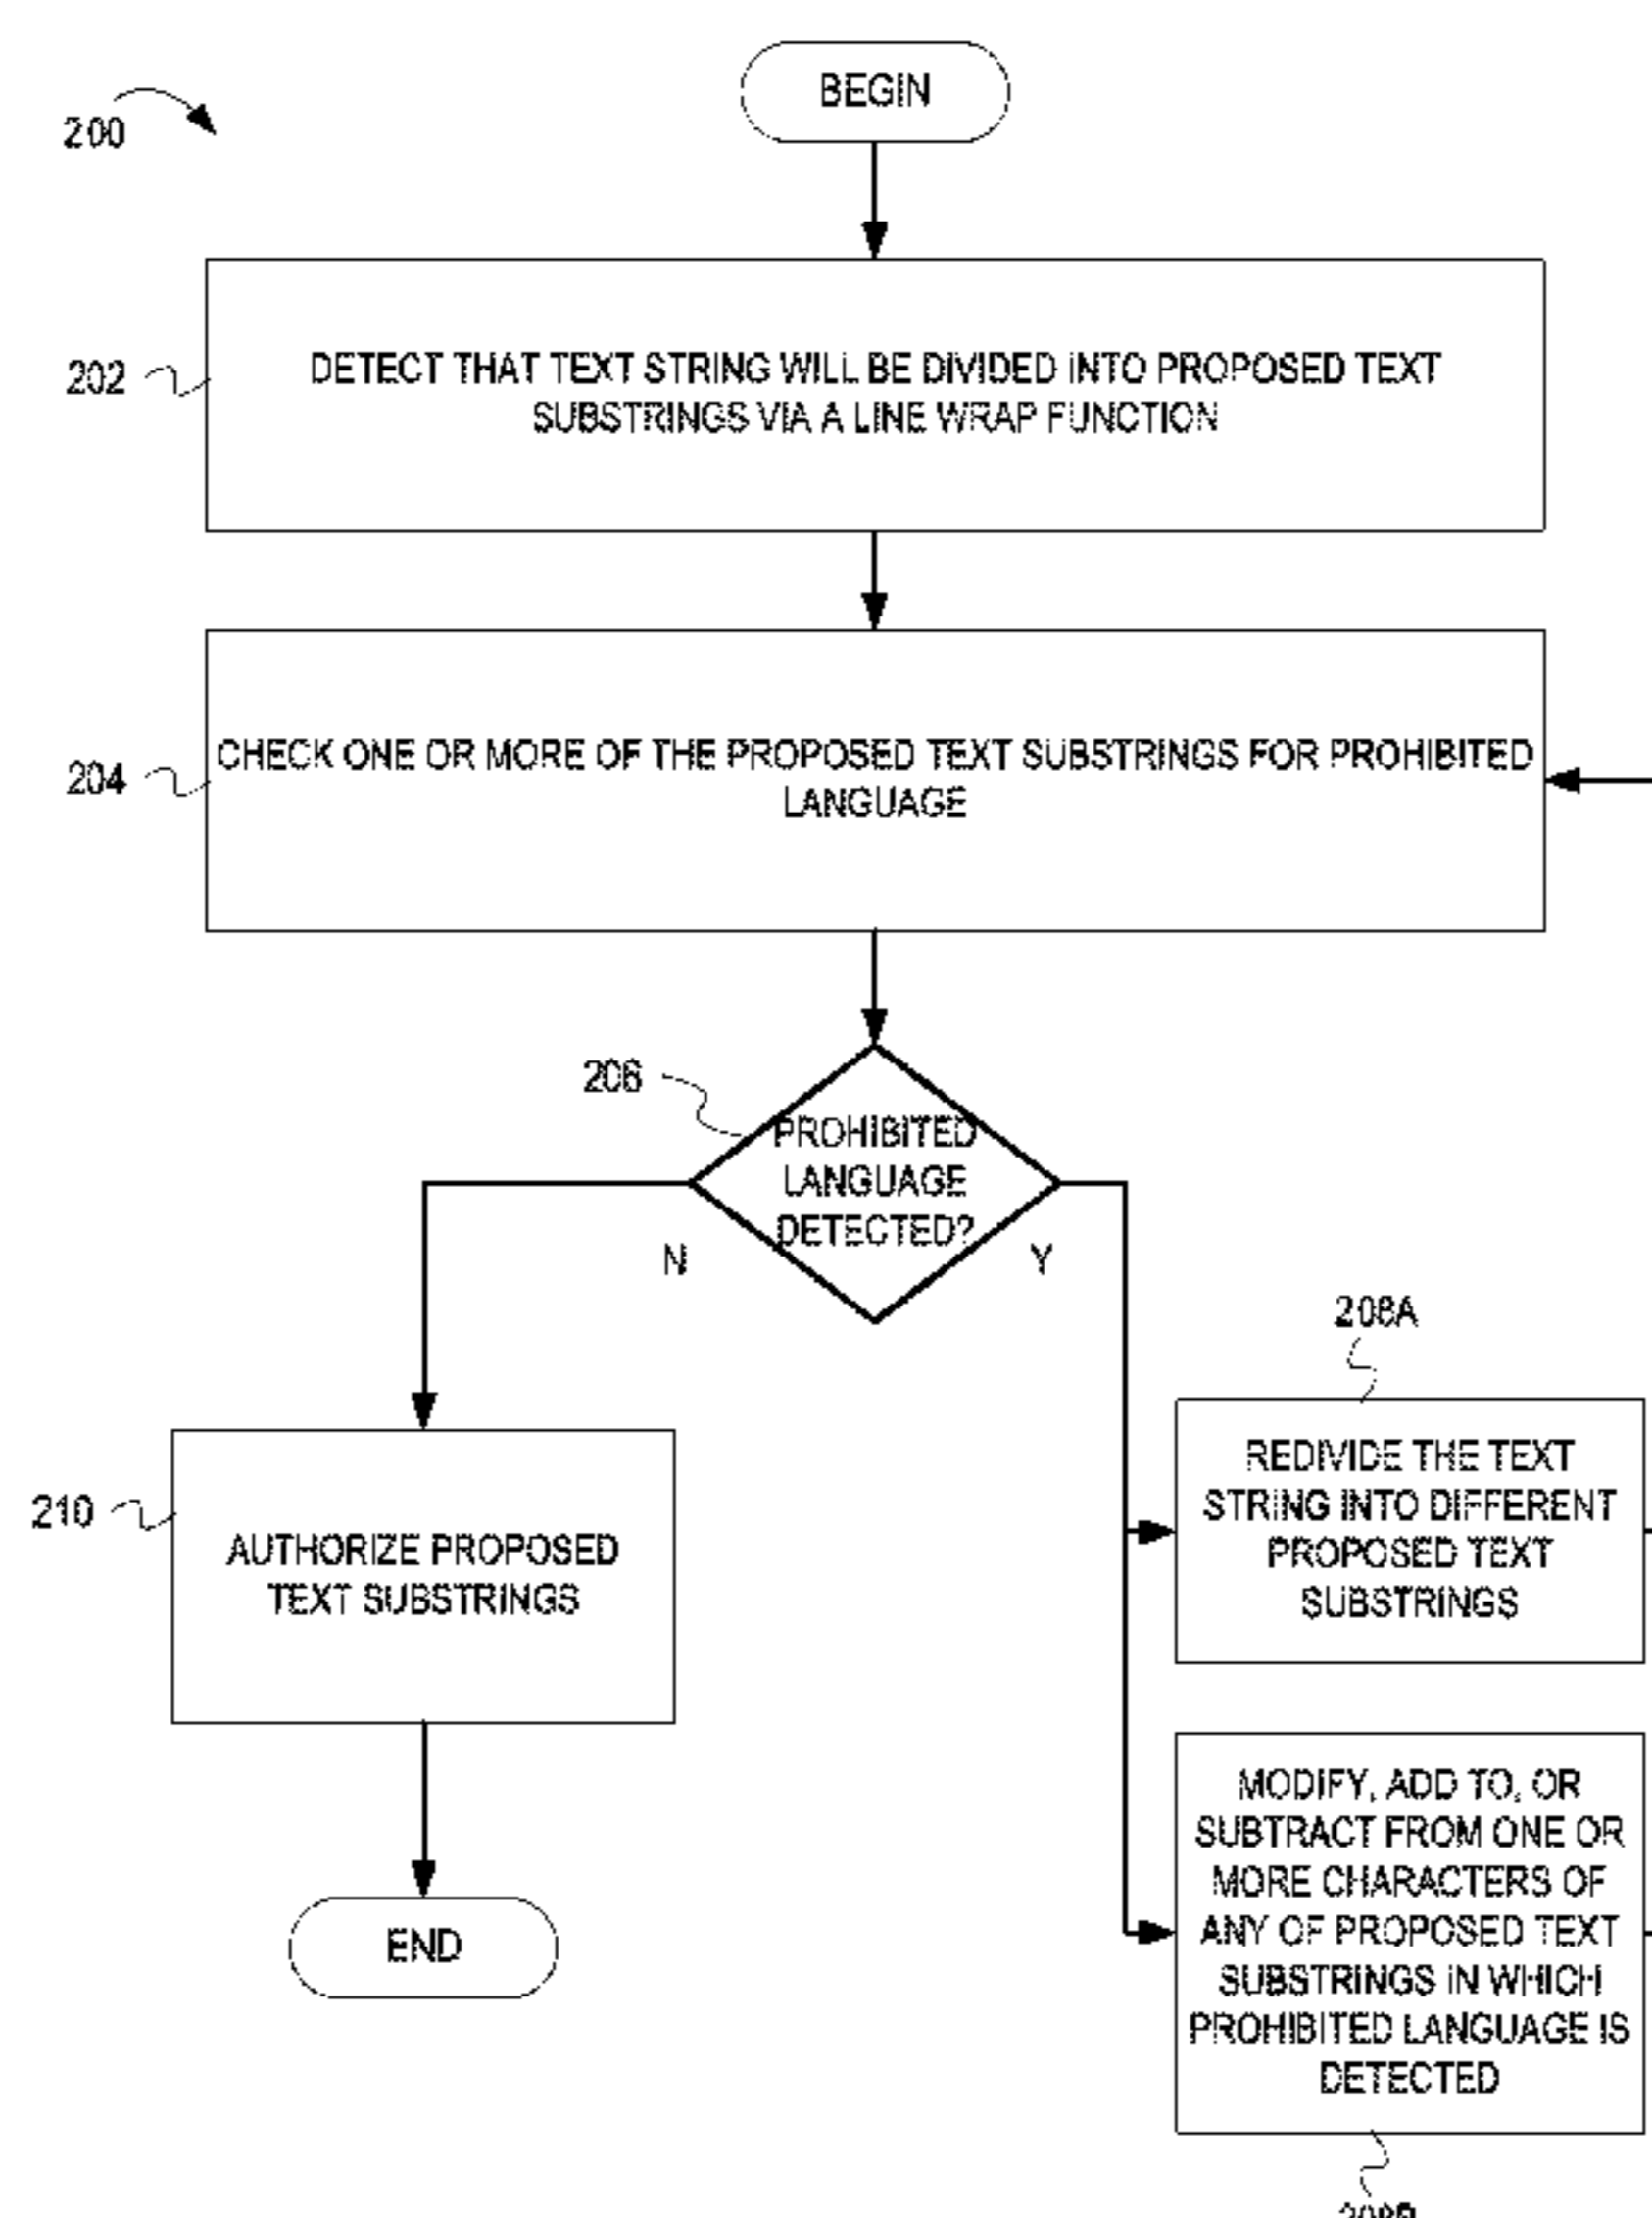 BEGIN
200
202
DETECT THAT TEXT STRING WILL BE DIVIDED INTO PROPOSED TEXT
SUBSTRINGS VIA A LINE WRAP FUNCTION
204
CHECK ONE OR MORE OF THE PROPOSED TEXT SUBSTRINGS FOR PROHIBITED
LANGUAGE
206
PROHIBITED
LANGUAGE
DETECTED?
N
Y
208A
REDIVIDE THE TEXT
STRING INTO DIFFERENT
PROPOSED TEXT
SUBSTRINGS
210
AUTHORIZE PROPOSED
TEXT SUBSTRINGS
MODIFY, ADD TO, OR
SUBTRACT FROM ONE OR
MORE CHARACTERS OF
ANY OF PROPOSED TEXT
SUBSTRINGS IN WHICH
PROHIBITED LANGUAGE IS
DETECTED
END